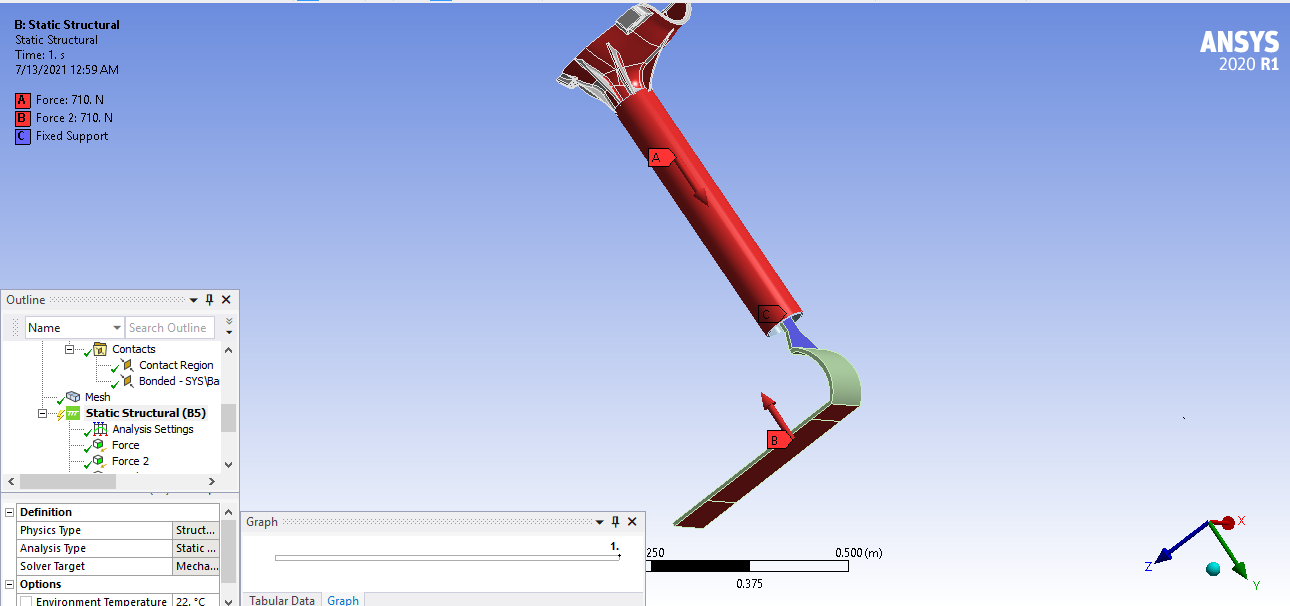 B: Static Structural
Static Structural
Time: 1. s
7/13/2021 12:59 AM
A Force: 710. N
B Force 2: 710. N
C Fixed Support
ANSYS
2020 R1
A
C
B
Outline
Name Search Outline
Contacts
Contact Region
Bonded - SYS\Ba
Mesh
Static Structural (B5)
Analysis Settings
Force
Force 2
Definition
Physics Type Struct...
Analysis Type Static ...
Solver Target Mecha...
Options
Environment Temperature 22. °C
Graph
1.
Tabular Data Graph
250 0.500 (m)
0.375
X
Z
Y